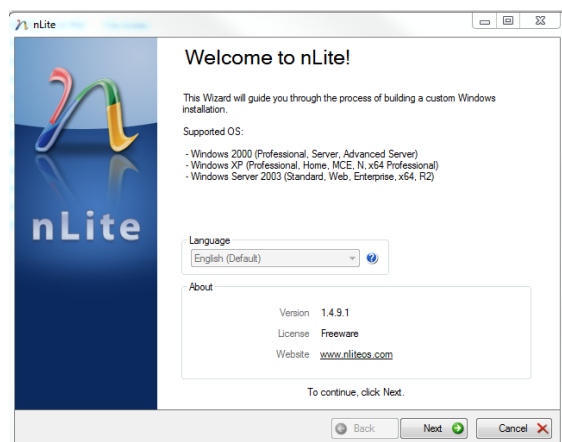 nLite
Welcome to nLite!
This Wizard will guide you through the process of building a custom Windows
installation.
Supported OS:
- Windows 2000 (Professional, Server, Advanced Server)
- Windows XP (Professional, Home, MCE, N, x64 Professional)
- Windows Server 2003 (Standard, Web, Enterprise, x64, R2)
nLite
Language
English (Default)
About
Version 1.4.9.1
License Freeware
Website www.nliteos.com
To continue, click Next.
Back Next Cancel